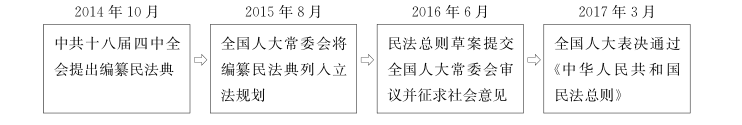 2014 年 10 月
中共十八届四中全
会提出编纂民法典
2015 年 8 月
全国人大常委会将
编纂民法典列入立
法规划
2016 年 6 月
民法总则草案提交
全国人大常委会审
议并征求社会意见
2017 年 3 月
全国人大表决通过
《中华人民共和国
民法总则》